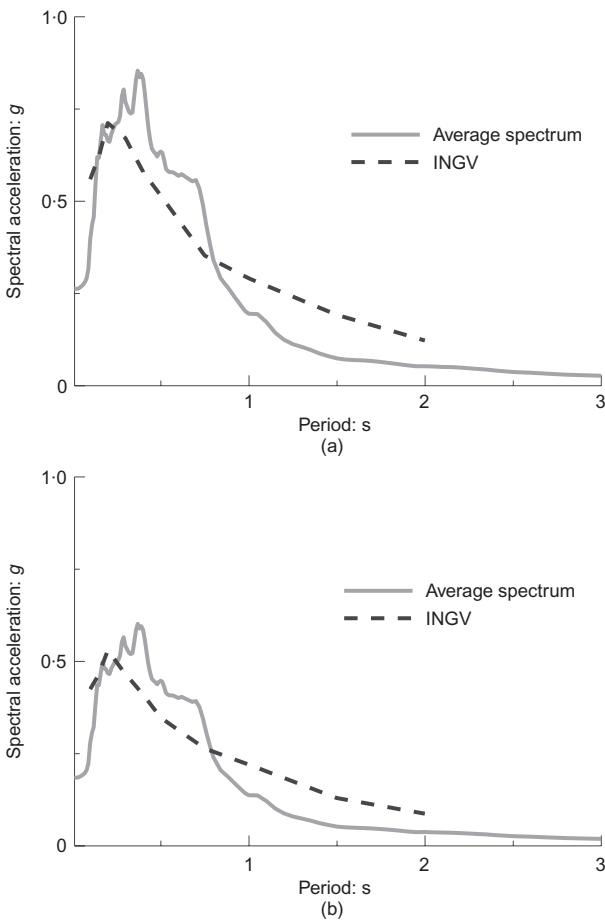 1·0
Average spectrum
INGV
Spectral acceleration: g
0·5
0
1
2
3
Period: s
(a)
1·0
Average spectrum
INGV
Spectral acceleration: g
0·5
0
1
2
3
Period: s
(b)